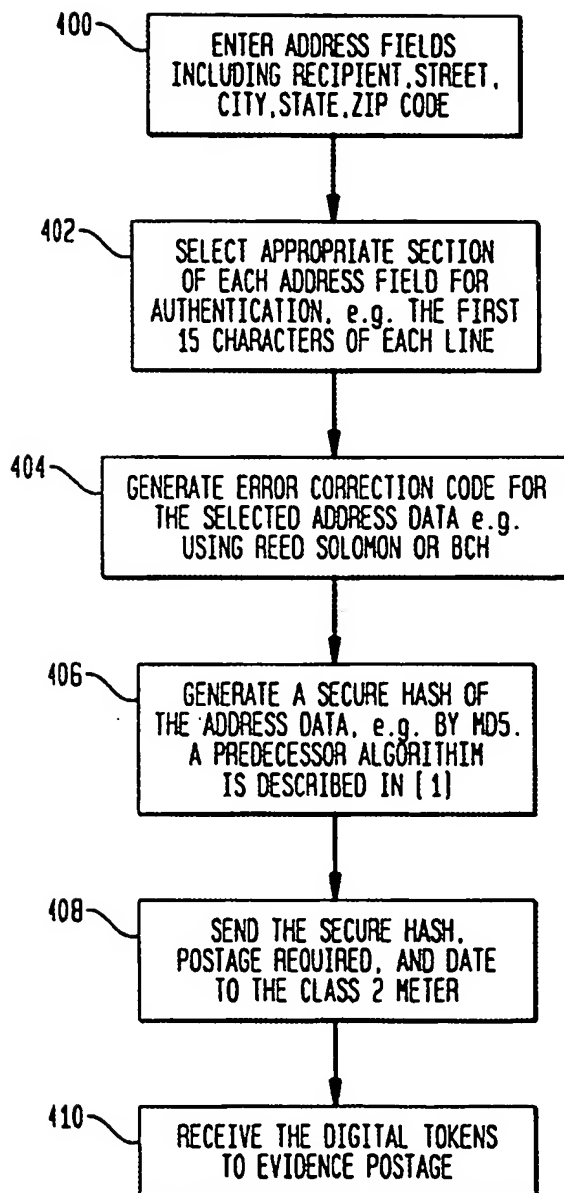 400
ENTER ADDRESS FIELDS
INCLUDING RECIPIENT,STREET,
CITY,STATE,ZIP CODE
402
SELECT APPROPRIATE SECTION
OF EACH ADDRESS FIELD FOR
AUTHENTICATION, e.g. THE FIRST
15 CHARACTERS OF EACH LINE
404
GENERATE ERROR CORRECTION CODE FOR
THE SELECTED ADDRESS DATA e.g.
USING REED SOLOMON OR BCH
406
GENERATE A SECURE HASH OF
THE ADDRESS DATA, e.g. BY MD5.
A PREDECESSOR ALGORITHIM
IS DESCRIBED IN [1]
408
SEND THE SECURE HASH,
POSTAGE REQUIRED, AND DATE
TO THE CLASS 2 METER
410
RECEIVE THE DIGITAL TOKENS
TO EVIDENCE POSTAGE